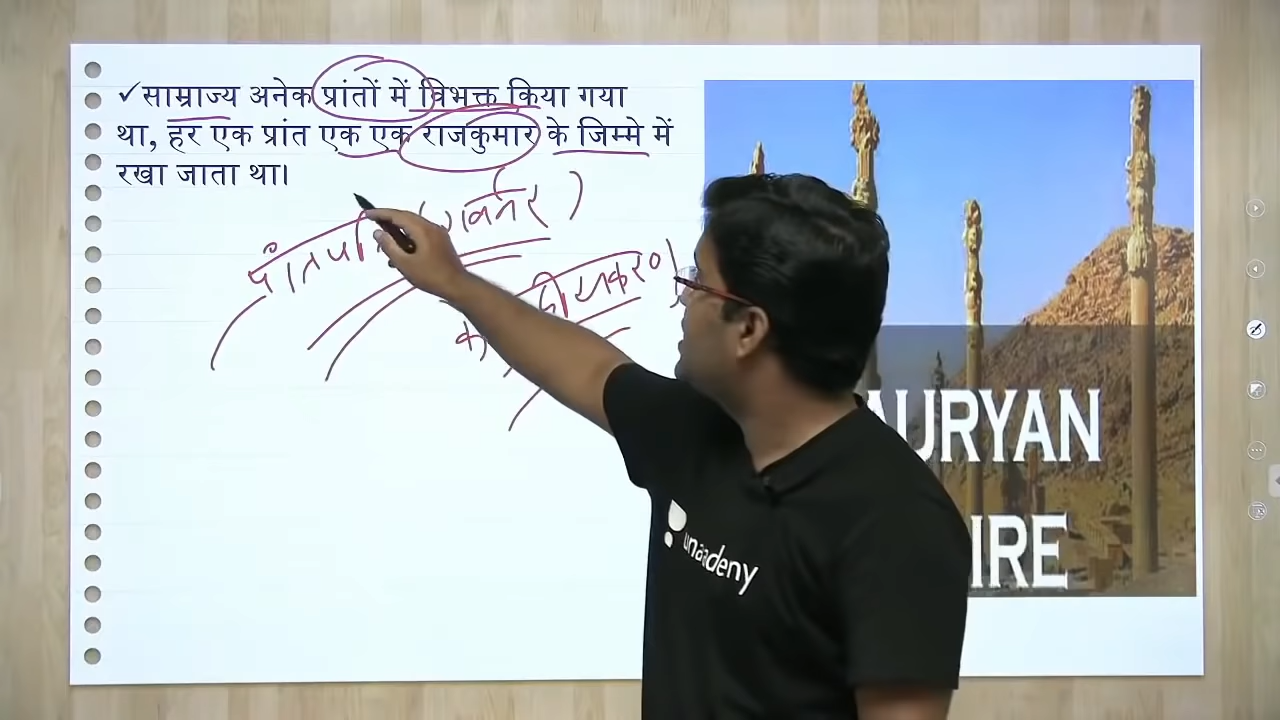 ✓साम्राज्य अनेक प्रांतों में विभक्त किया गया
था, हर एक प्रांत एक एक राजकुमार के जिम्मे में
रखा जाता था।
AURYAN
IRE
unacademy